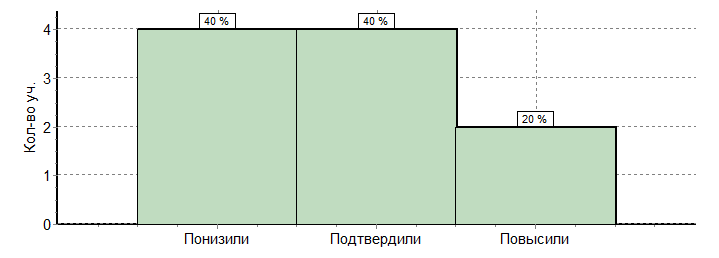 40 %
40 %
20 %
Кол-во уч.
4
3
2
1
0
Понизили
Подтвердили
Повысили